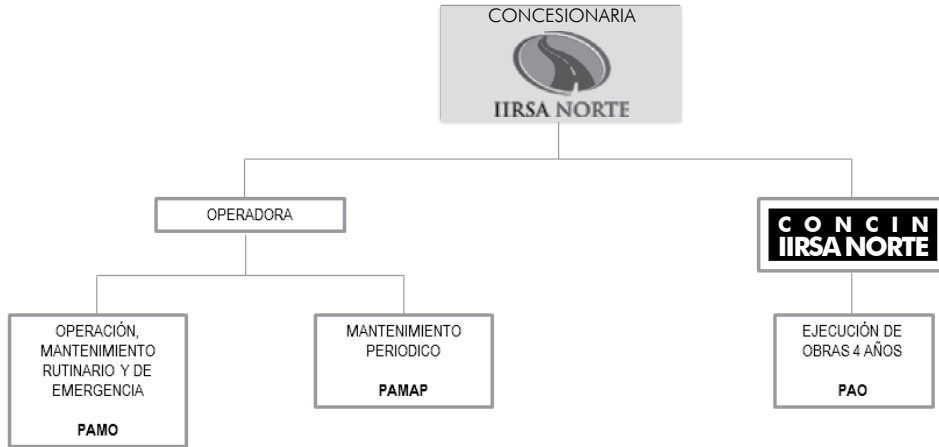 CONCESIONARIA
IIRSA NORTE
OPERADORA
CONCIN
IIRSA NORTE
OPERACIÓN,
MANTENIMIENTO
RUTINARIO Y DE
EMERGENCIA
PAMO
MANTENIMIENTO
PERIODICO
PAMAP
EJECUCIÓN DE
OBRAS 4 AÑOS
PAO